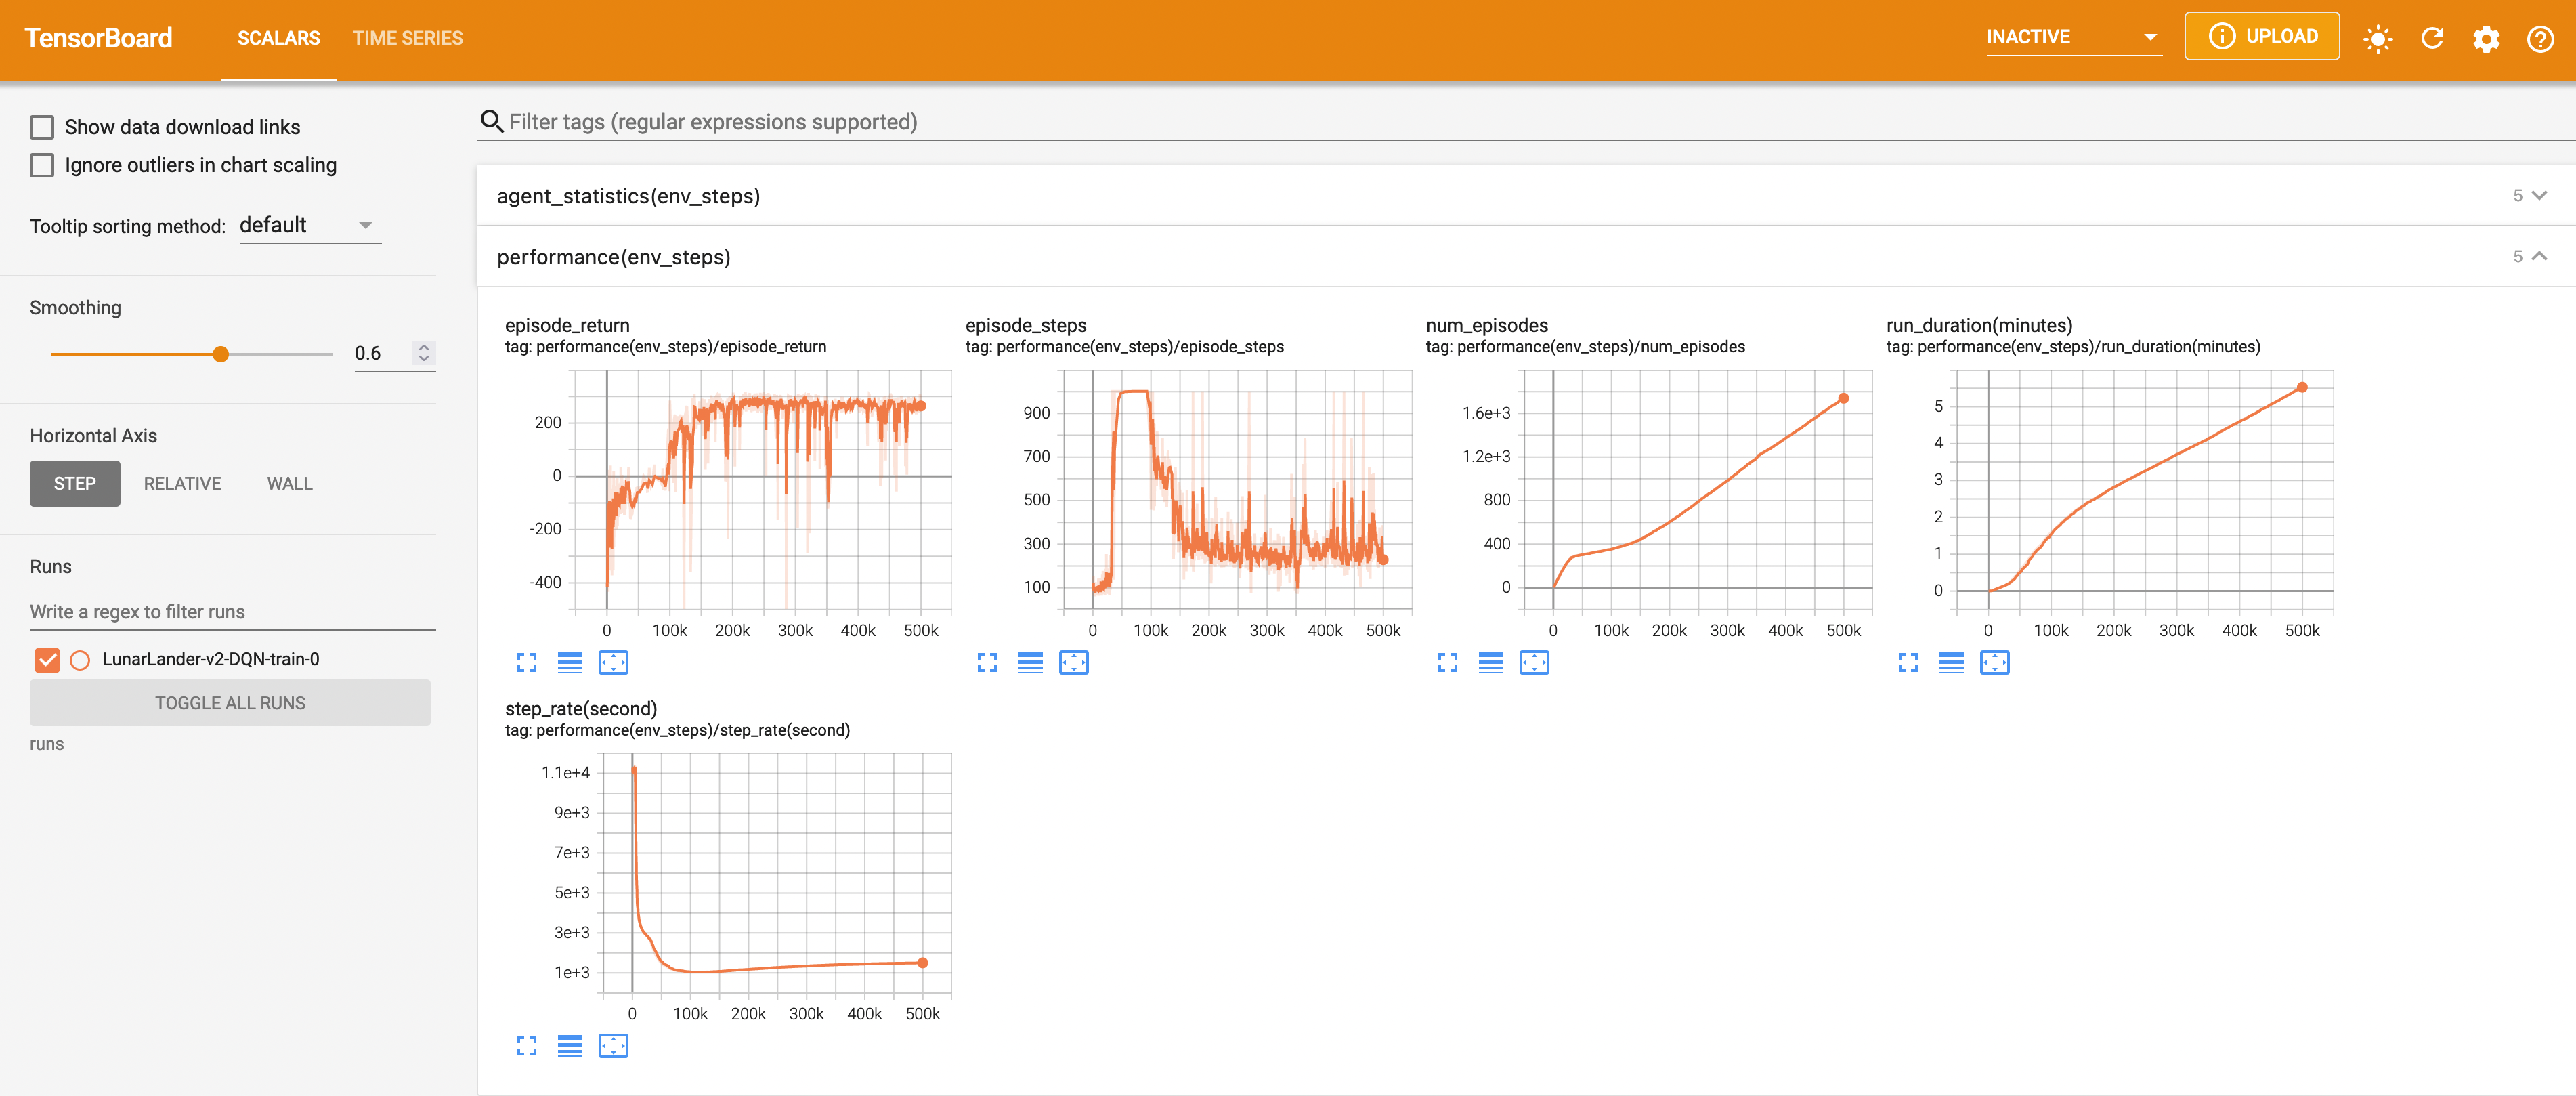 TensorBoard
SCALARS
TIME SERIES
INACTIVE
UPLOAD
Show data download links
Ignore outliers in chart scaling
Tooltip sorting method: default
Smoothing
0.6
Horizontal Axis
STEP RELATIVE WALL
Runs
Write a regex to filter runs
LunarLander-v2-DQN-train-0
TOGGLE ALL RUNS
runs
Filter tags (regular expressions supported)
agent_statistics(env_steps)
5
performance(env_steps)
5
episode_return
tag: performance(env_steps)/episode_return
200
0
-200
-400
0 100k 200k 300k 400k 500k
episode_steps
tag: performance(env_steps)/episode_steps
900
700
500
300
100
0 100k 200k 300k 400k 500k
num_episodes
tag: performance(env_steps)/num_episodes
1.6e+3
1.2e+3
800
400
0
0 100k 200k 300k 400k 500k
run_duration(minutes)
tag: performance(env_steps)/run_duration(minutes)
5
4
3
2
1
0
0 100k 200k 300k 400k 500k
step_rate(second)
tag: performance(env_steps)/step_rate(second)
1.1e+4
9e+3
7e+3
5e+3
3e+3
1e+3
0 100k 200k 300k 400k 500k